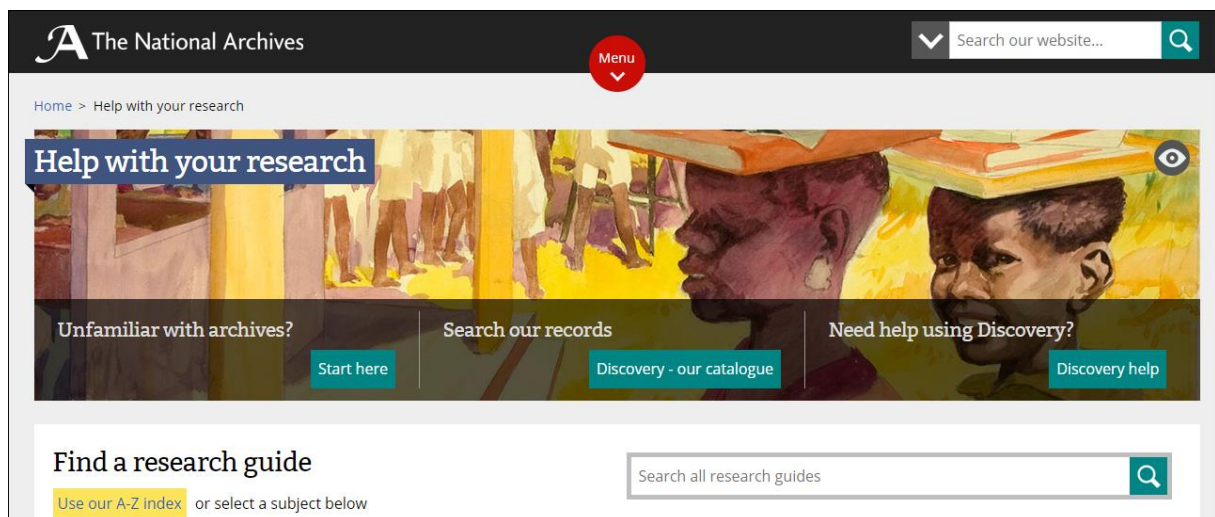 The National Archives
Menu
Search our website...
Home > Help with your research
Help with your research
Unfamiliar with archives?
Start here
Search our records
Discovery - our catalogue
Need help using Discovery?
Discovery help
Find a research guide
Search all research guides
Use our A-Z index or select a subject below